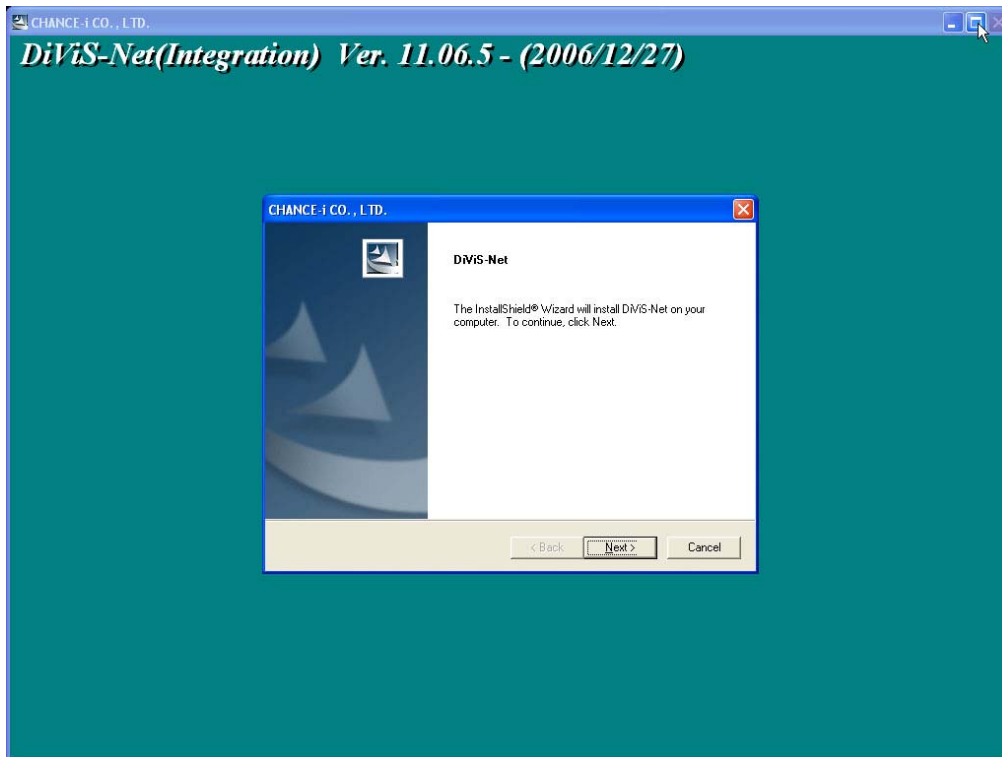 CHANCE-i CO., LTD.
DiViS-Net(Integration) Ver. 11.06.5 - (2006/12/27)
CHANCE-i CO., LTD.
DiViS-Net
The InstallShield® Wizard will install DiViS-Net on your
computer. To continue, click Next.
< Back Next > Cancel